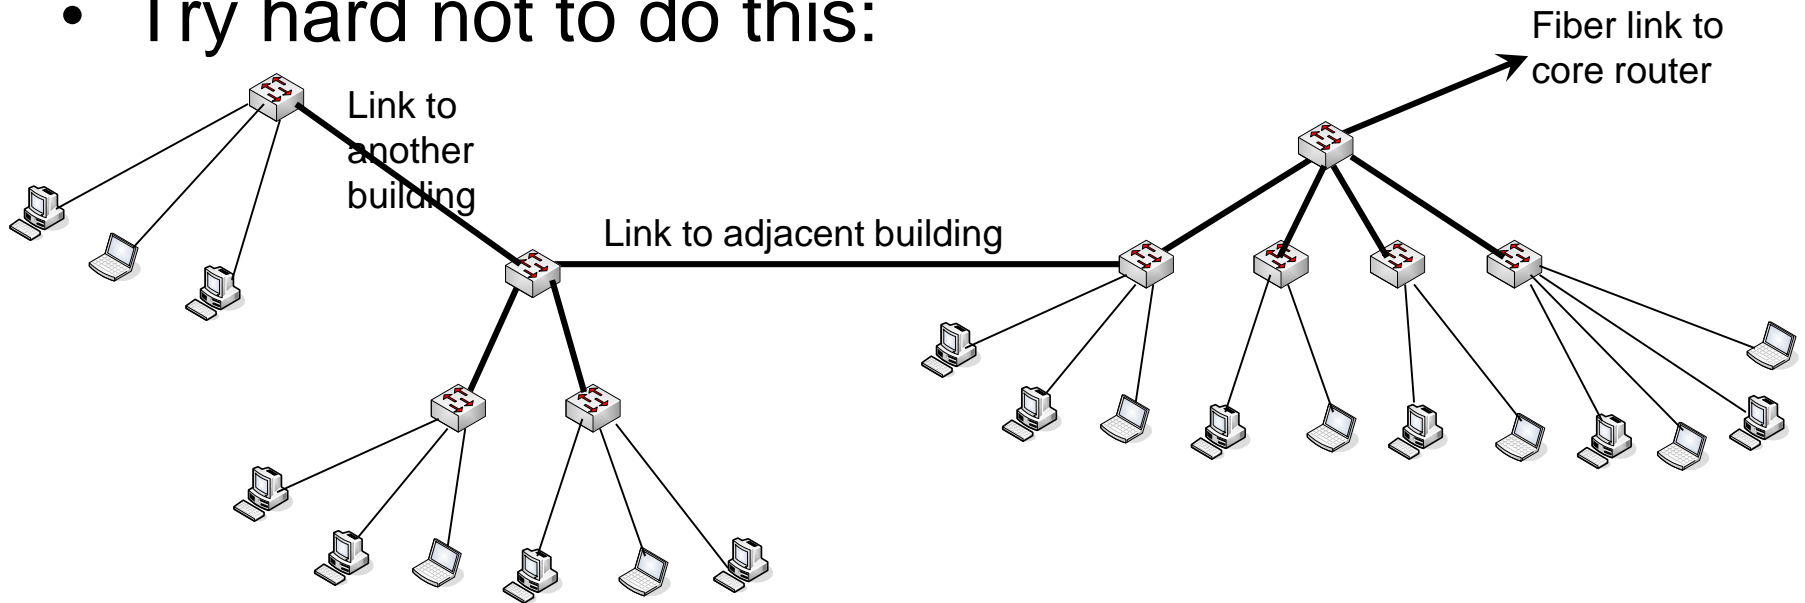 • Try hard not to do this:
Fiber link to
core router
Link to
another
building
Link to adjacent building